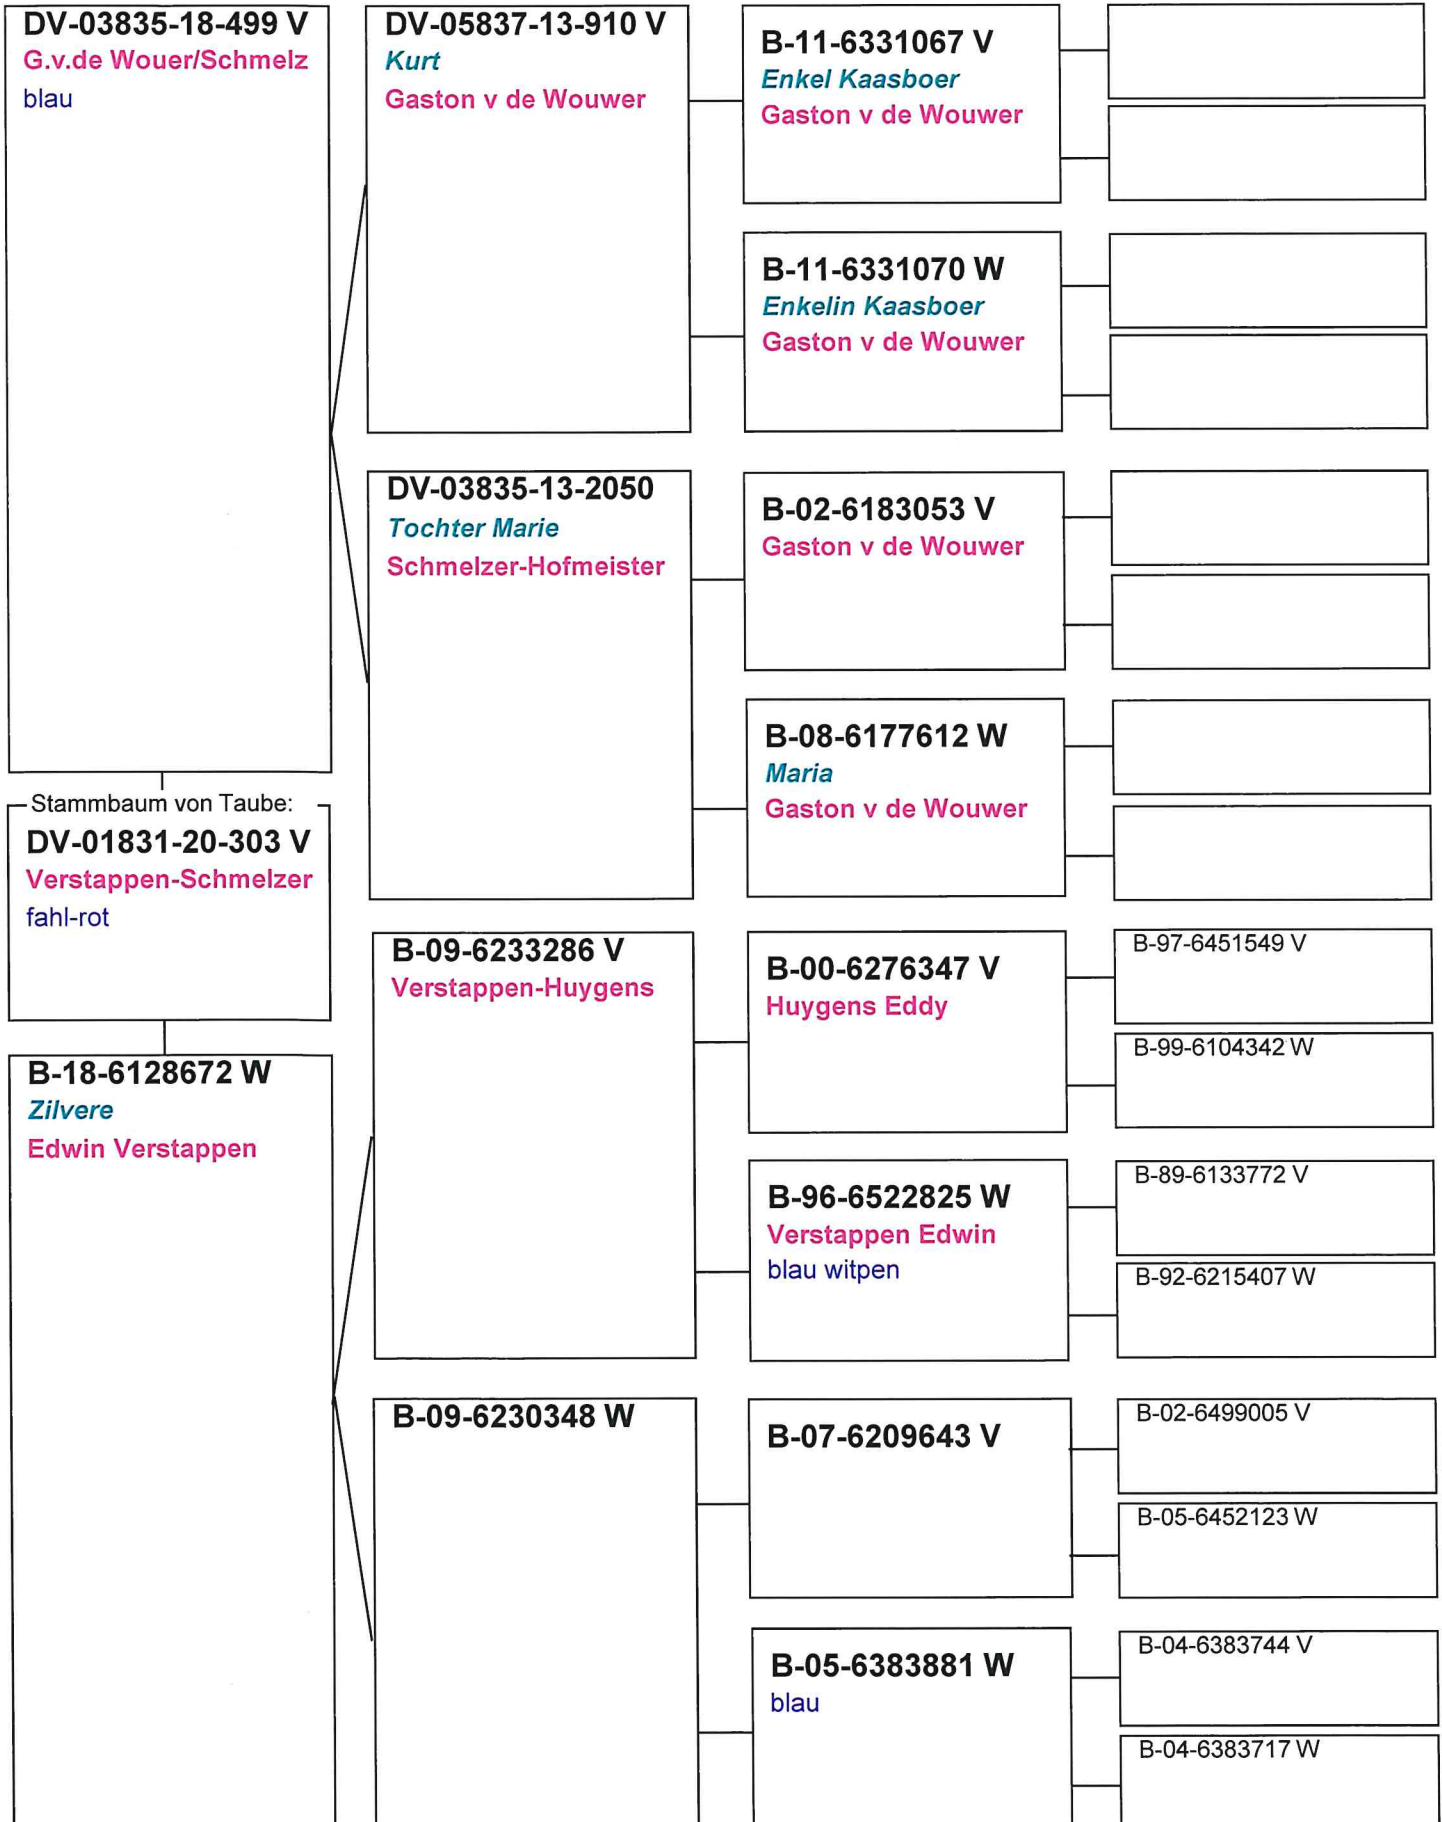 DV-03835-18-499 V
G.v.de Wouer/Schmelz
blau
Stammbaum von Taube:
DV-01831-20-303 V
Verstappen-Schmelzer
fahl-rot
B-18-6128672 W
Zilvere
Edwin Verstappen
DV-05837-13-910 V
Kurt
Gaston v de Wouwer
DV-03835-13-2050
Tochter Marie
Schmelzer-Hofmeister
B-09-6233286 V
Verstappen-Huygens
B-09-6230348 W
B-11-6331067 V
Enkel Kaasboer
Gaston v de Wouwer
B-11-6331070 W
Enkelin Kaasboer
Gaston v de Wouwer
B-02-6183053 V
Gaston v de Wouwer
B-08-6177612 W
Maria
Gaston v de Wouwer
B-00-6276347 V
Huygens Eddy
B-96-6522825 W
Verstappen Edwin
blau witpen
B-07-6209643 V
B-05-6383881 W
blau
B-97-6451549 V
B-99-6104342 W
B-89-6133772 V
B-92-6215407 W
B-02-6499005 V
B-05-6452123 W
B-04-6383744 V
B-04-6383717 W